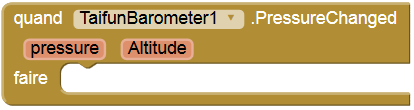 quand TaifunBarometer1 .PressureChanged
pressure Altitude
faire